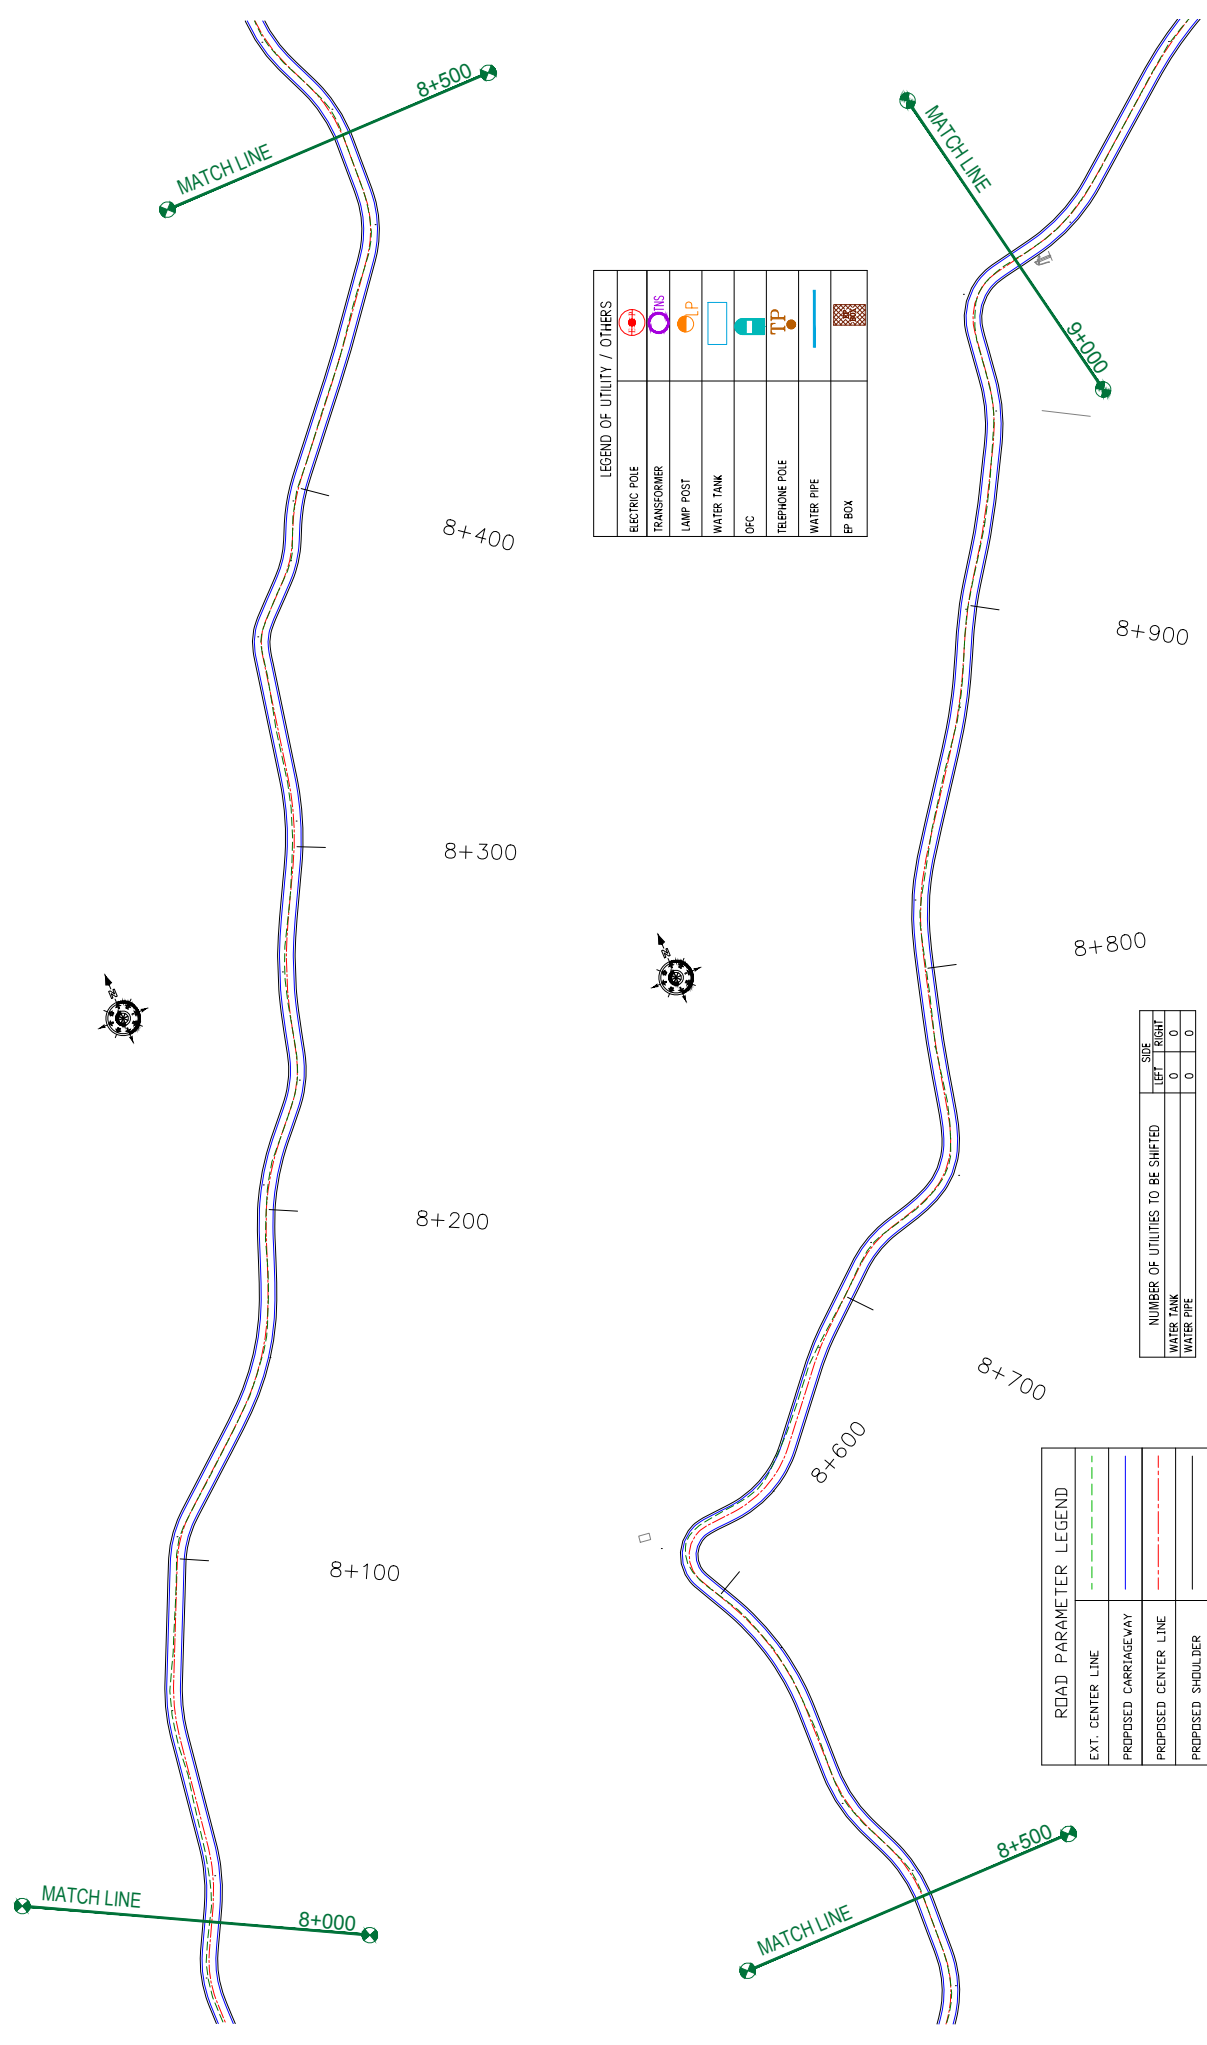 8+500
MATCH LINE
8+400
8+300
8+200
8+100
MATCH LINE
8+000
N
LEGEND OF UTILITY / OTHERS
ELECTRIC POLE
TRANSFORMER
TNS
LAMP POST
LP
WATER TANK
OFC
TELEPHONE POLE
TP
WATER PIPE
EP BOX
MATCH LINE
9+000
8+900
8+800
8+700
8+600
8+500
MATCH LINE
N
NUMBER OF UTILITIES TO BE SHIFTED
SIDE
LEFT RIGHT
WATER TANK 0 0
WATER PIPE 0 0
ROAD PARAMETER LEGEND
EXT. CENTER LINE
PROPOSED CARRIAGEWAY
PROPOSED CENTER LINE
PROPOSED SHOULDER